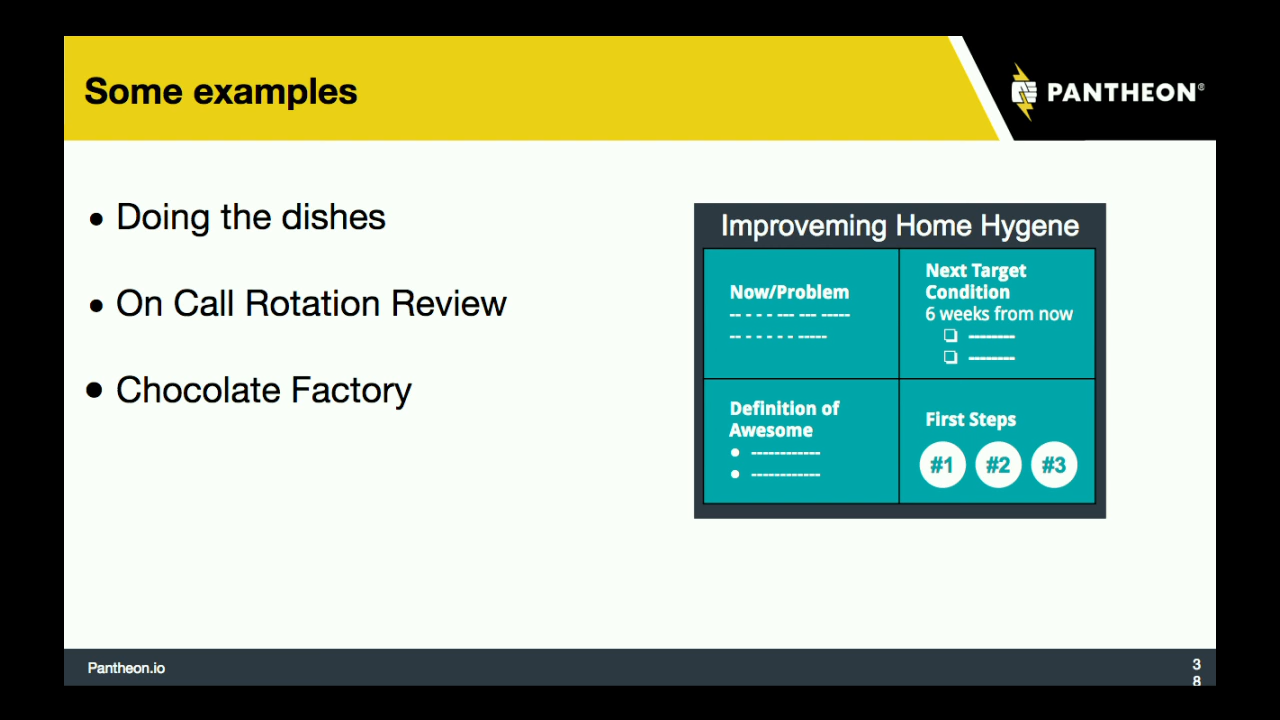 Some examples
PANTHEON®
• Doing the dishes
• On Call Rotation Review
• Chocolate Factory
Improveming Home Hygene
Now/Problem
-- - - - --- --- -----
-- - - - - - -----
Next Target
Condition
6 weeks from now
❏ --------
❏ --------
Definition of
Awesome
● ------------
● ------------
First Steps
#1 #2 #3
Pantheon.io
3
8